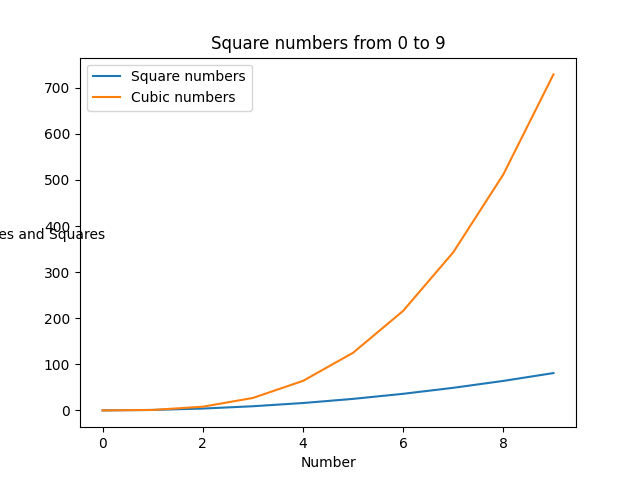 Square numbers from 0 to 9
Square numbers
Cubic numbers
700
600
500
400
es and Squares
300
200
100
0
0 2 4 6 8
Number